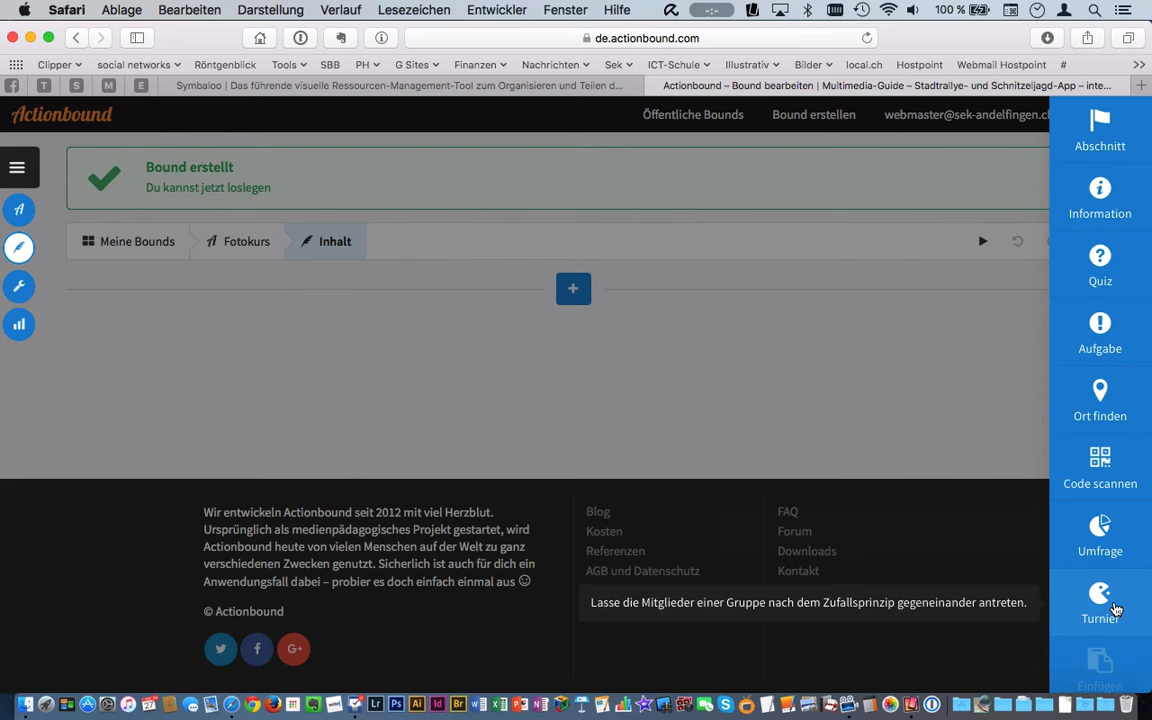 Safari Ablage Bearbeiten Darstellung Verlauf Lesezeichen Entwickler Fenster Hilfe 100 %
de.actionbound.com
Clipper social networks Röntgenblick Tools SBB PH G Sites Finanzen Nachrichten Sek ICT-Schule Illustrativ Bilder local.ch Hostpoint Webmail Hostpoint # >>
T S M E Symbaloo | Das führende visuelle Ressourcen-Management-Tool zum Organisieren und Teilen d... Actionbound – Bound bearbeiten | Multimedia-Guide – Stadtrallye- und Schnitzeljagd-App – inte...
Actionbound Öffentliche Bounds Bound erstellen webmaster@sek-andelfingen.ch
Abschnitt
Bound erstellt
Du kannst jetzt loslegen
Information
Meine Bounds Fotokurs Inhalt
Quiz
Aufgabe
Ort finden
Code scannen
Umfrage
Turnier
Einfügen
Wir entwickeln Actionbound seit 2012 mit viel Herzblut.
Ursprünglich als medienpädagogisches Projekt gestartet, wird
Actionbound heute von vielen Menschen auf der Welt zu ganz
verschiedenen Zwecken genutzt. Sicherlich ist auch für dich ein
Anwendungsfall dabei – probier es doch einfach einmal aus ☺
© Actionbound
Blog
Kosten
Referenzen
AGB und Datenschutz
FAQ
Forum
Downloads
Kontakt
Lasse die Mitglieder einer Gruppe nach dem Zufallsprinzip gegeneinander antreten.